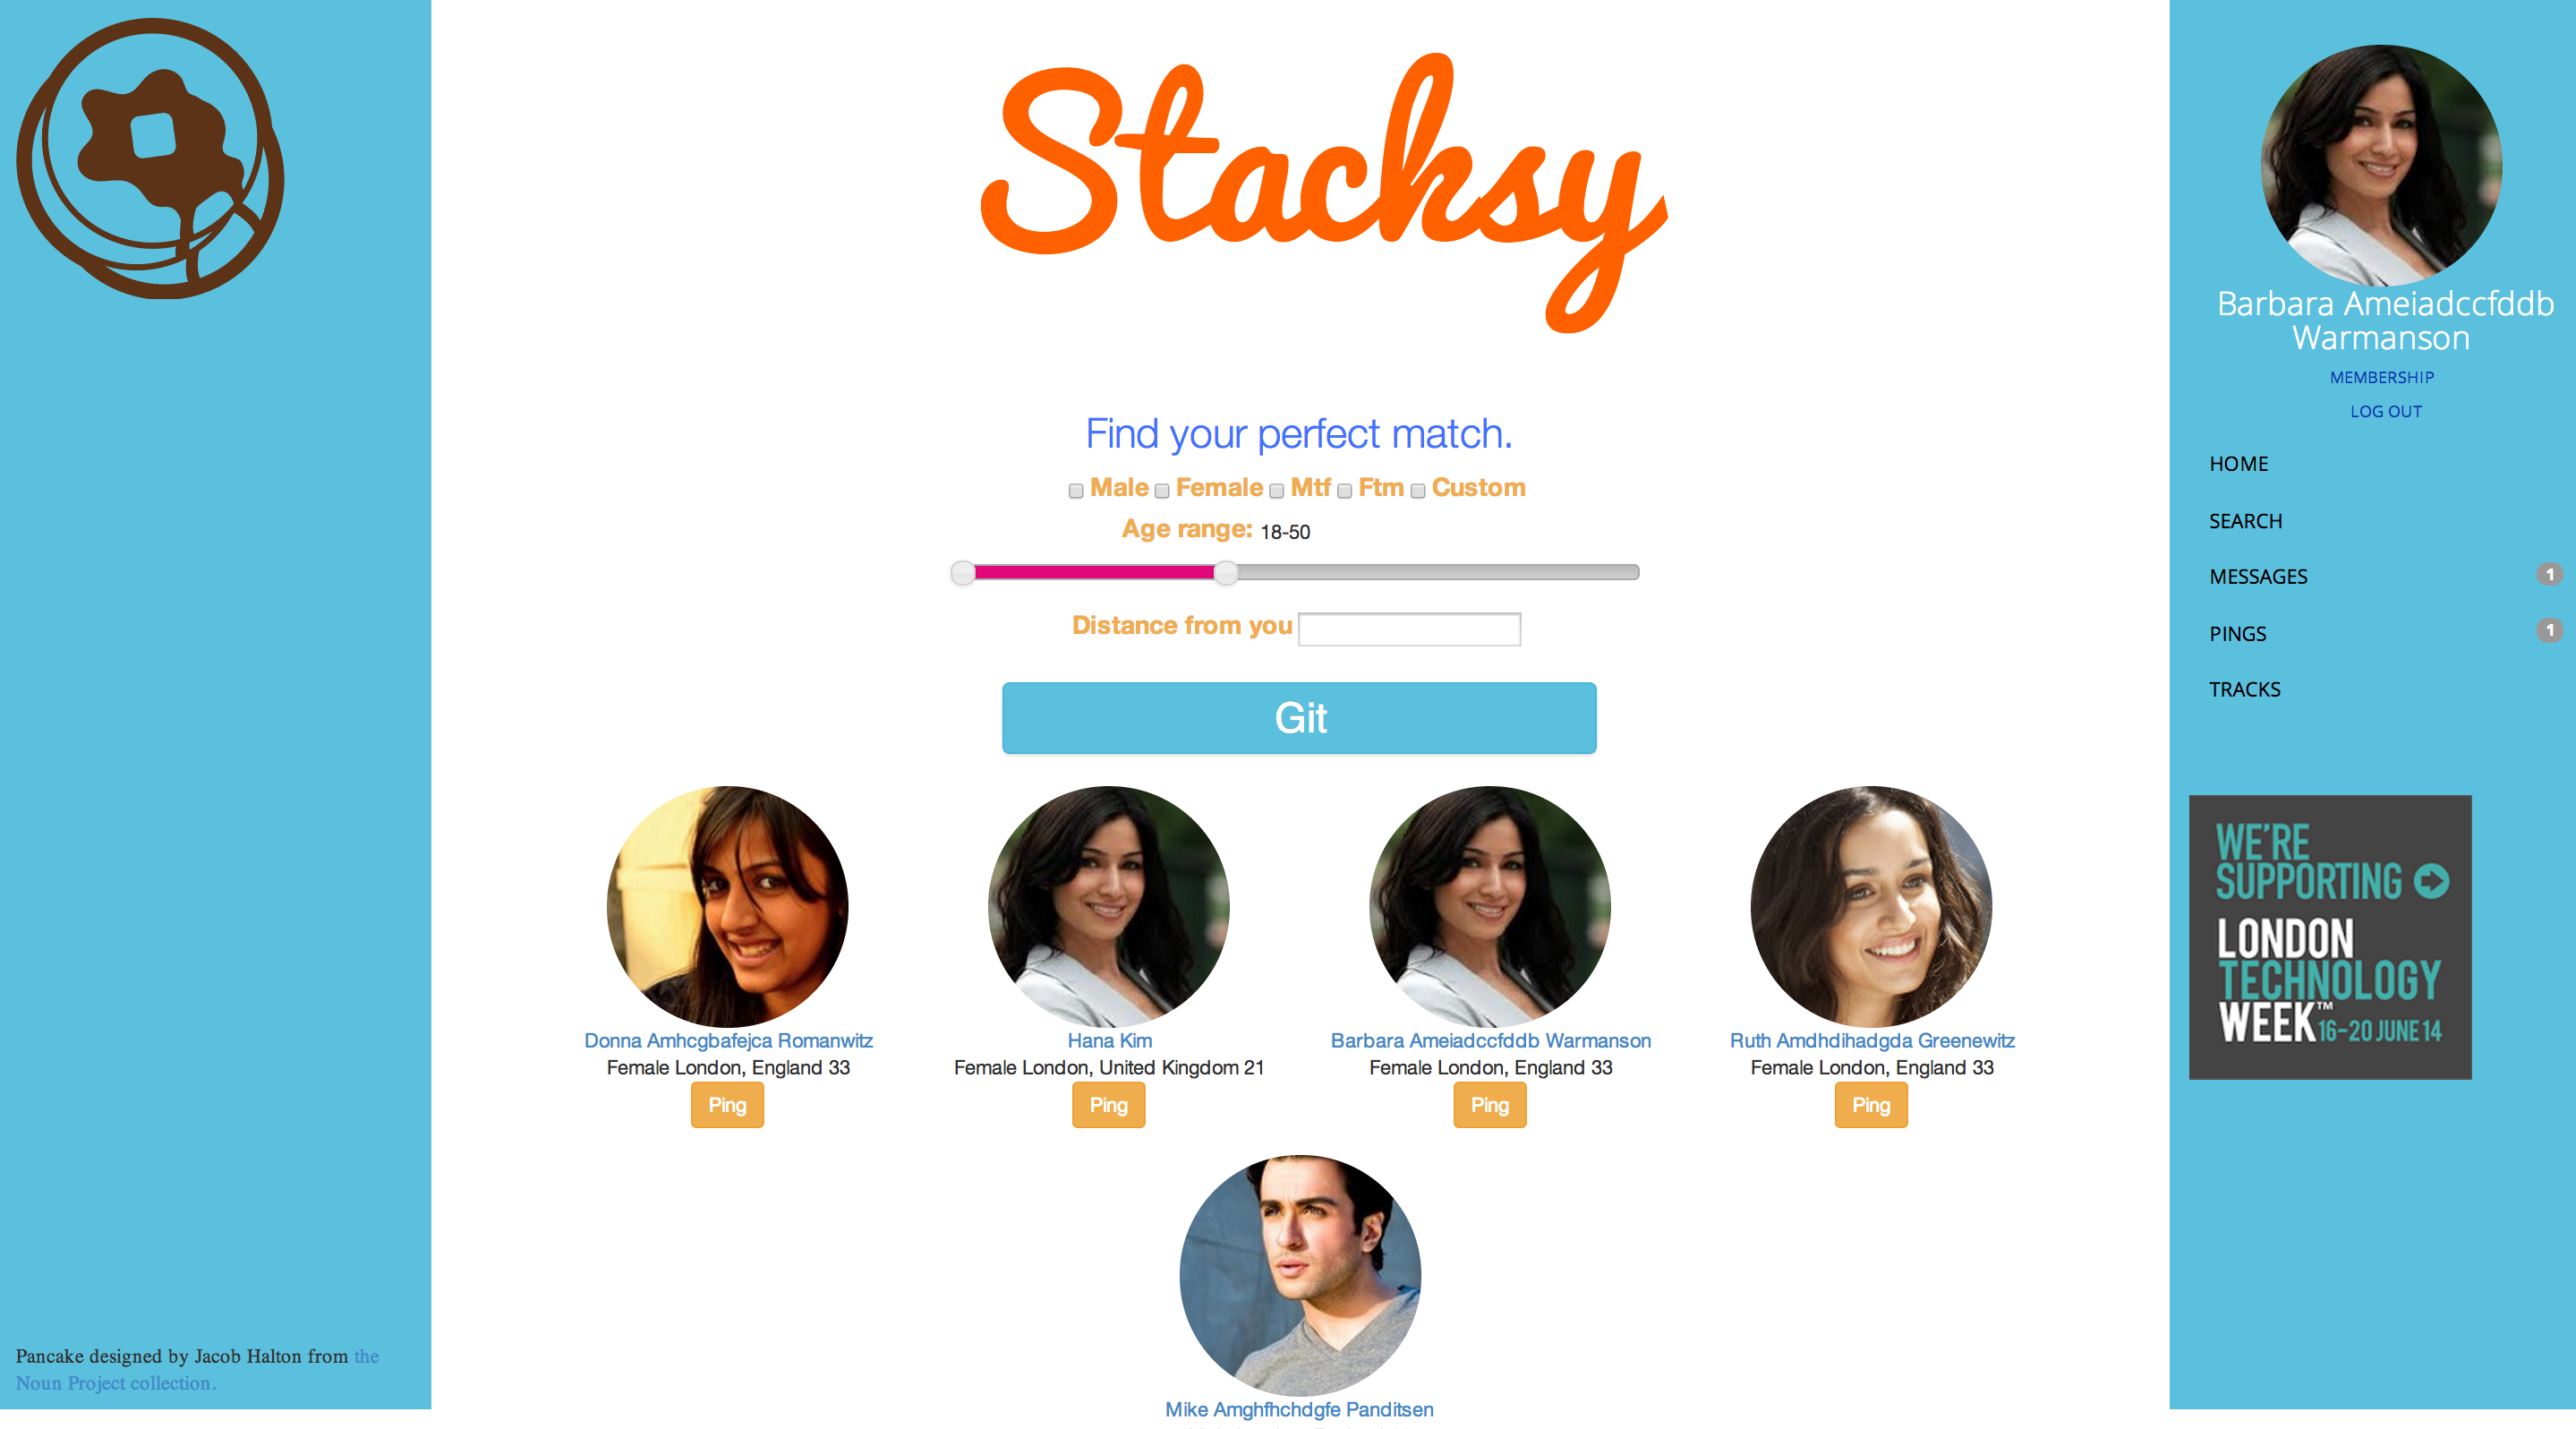 Stacksy
Find your perfect match.
Male Female Mtf Ftm Custom
Age range: 18-50
Distance from you
Git
Donna Amhcgbafejca Romanwitz
Female London, England 33
Ping
Hana Kim
Female London, United Kingdom 21
Ping
Barbara Ameiadccfddb Warmanson
Female London, England 33
Ping
Ruth Amdhdihadgda Greenewitz
Female London, England 33
Ping
Mike Amghfhchdgfe Panditsen
Pancake designed by Jacob Halton from the
Noun Project collection.
Barbara Ameiadccfddb
Warmanson
MEMBERSHIP
LOG OUT
HOME
SEARCH
MESSAGES 1
PINGS 1
TRACKS
WE'RE
SUPPORTING
LONDON
TECHNOLOGY
WEEK™ 16-20 JUNE 14